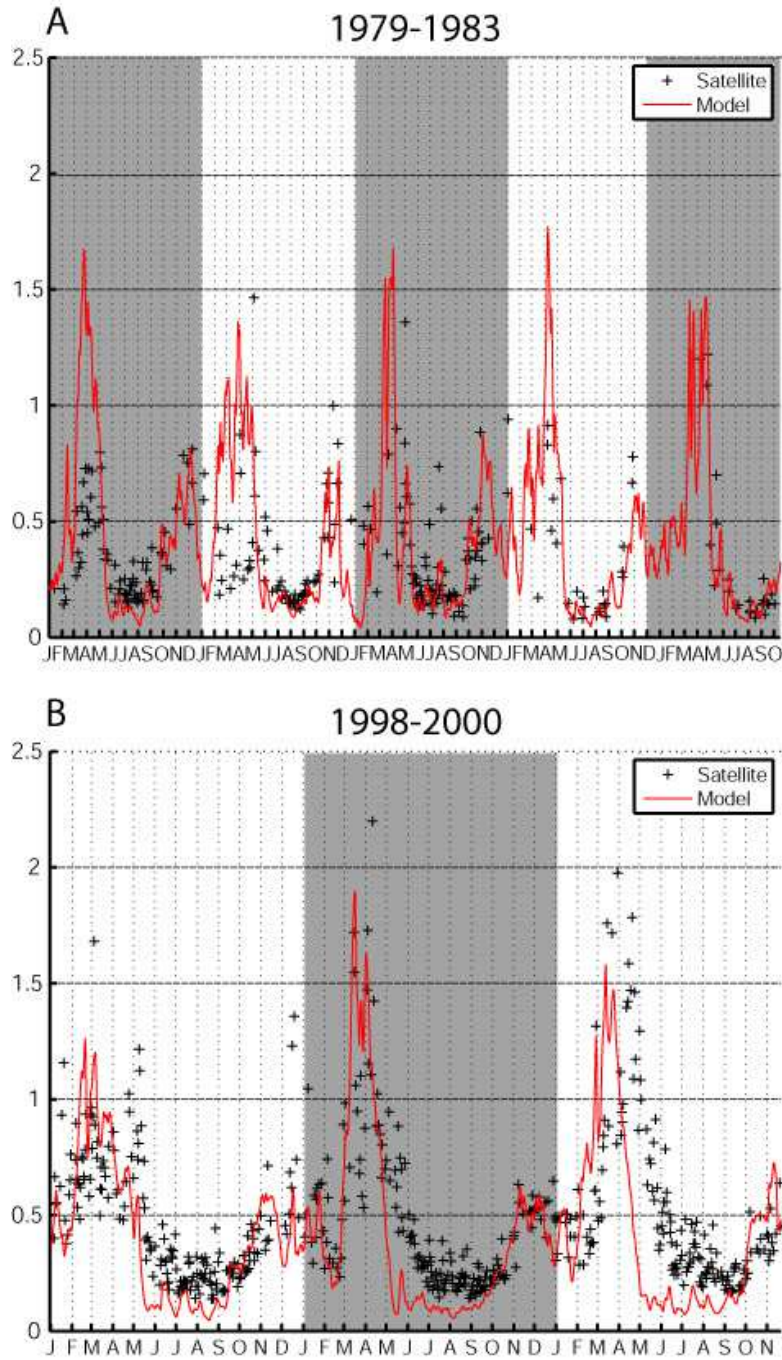 A
1979-1983
2.5
Satellite
Model
2
1.5
1
0.5
0
JFMAMJJASONDJFMAMJJASONDJFMAMJJASONDJFMAMJJASONDJFMAMJJASO
B
1998-2000
2.5
Satellite
Model
2
1.5
1
0.5
0
J F M A M J J A S O N D J F M A M J J A S O N D J F M A M J J A S O N